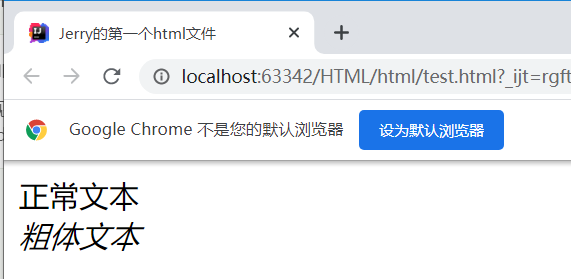 Jerry的第一个html文件
localhost:63342/HTML/html/test.html?_ijt=rgft
Google Chrome 不是您的默认浏览器 设为默认浏览器
正常文本
粗体文本